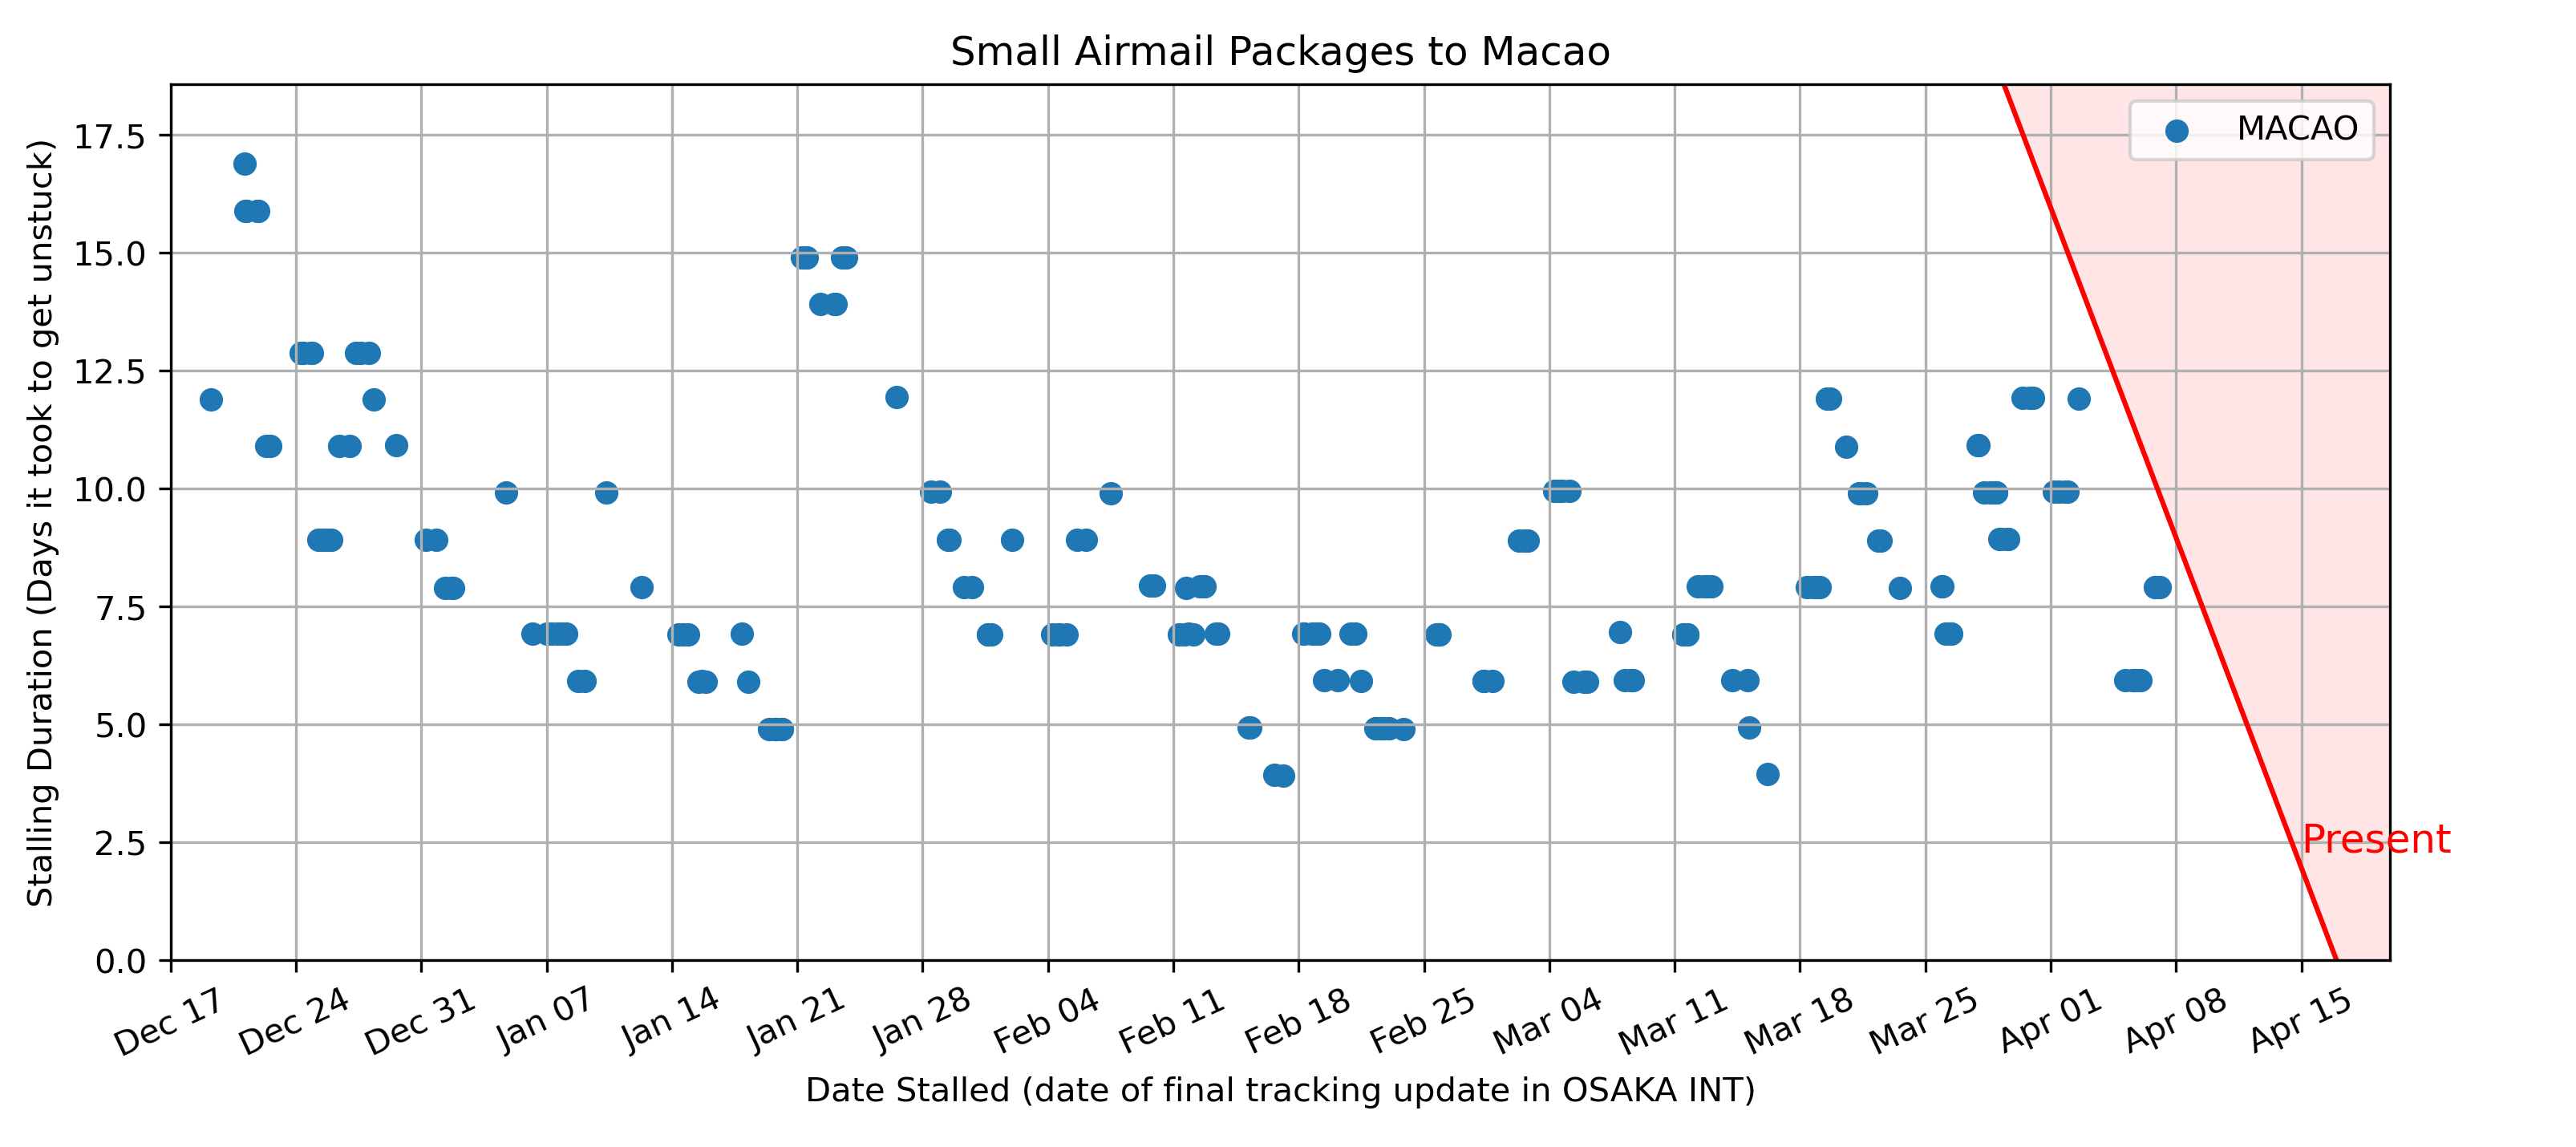 Small Airmail Packages to Macao
MACAO
Stalling Duration (Days it took to get unstuck)
17.5
15.0
12.5
10.0
7.5
5.0
2.5
0.0
Present
Dec 17 Dec 24 Dec 31 Jan 07 Jan 14 Jan 21 Jan 28 Feb 04 Feb 11 Feb 18 Feb 25 Mar 04 Mar 11 Mar 18 Mar 25 Apr 01 Apr 08 Apr 15
Date Stalled (date of final tracking update in OSAKA INT)